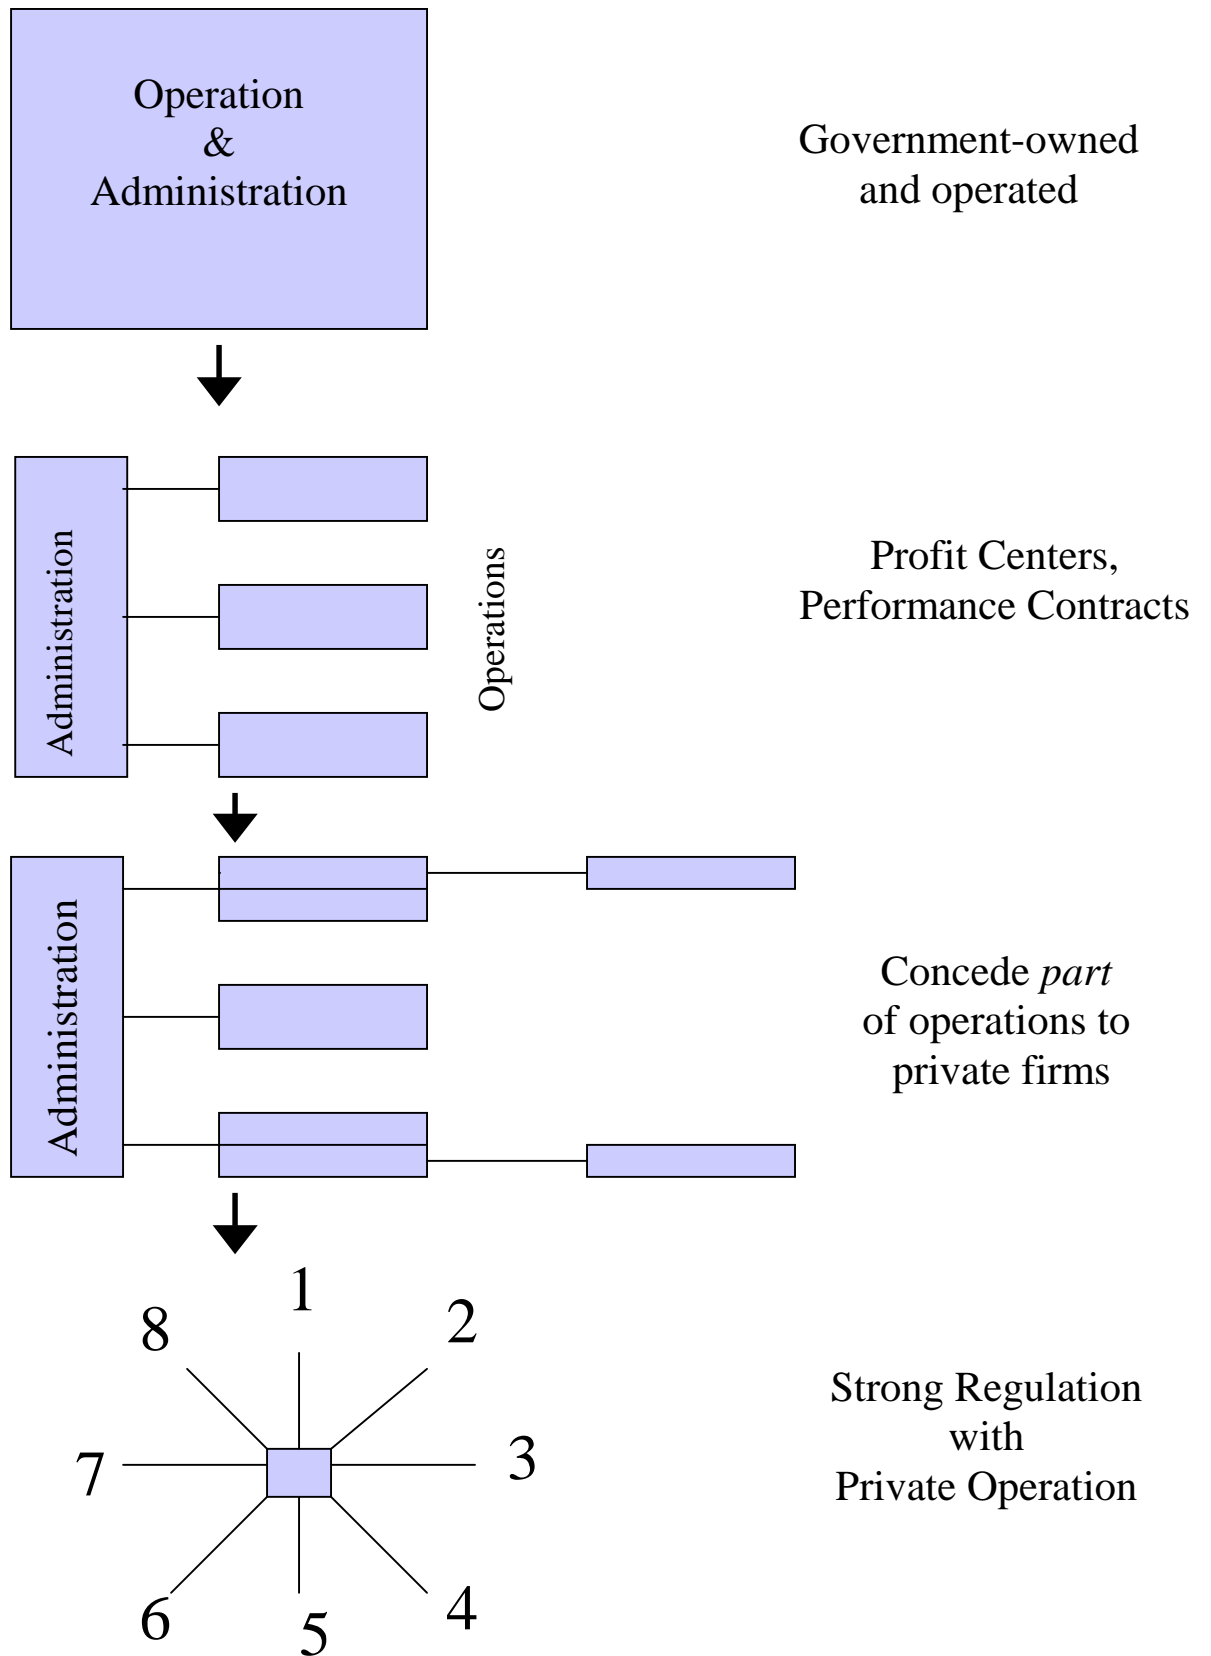 Operation
&
Administration
Government-owned
and operated
Administration
Operations
Profit Centers,
Performance Contracts
Administration
Concede part
of operations to
private firms
1
2
3
4
5
6
7
8
Strong Regulation
with
Private Operation